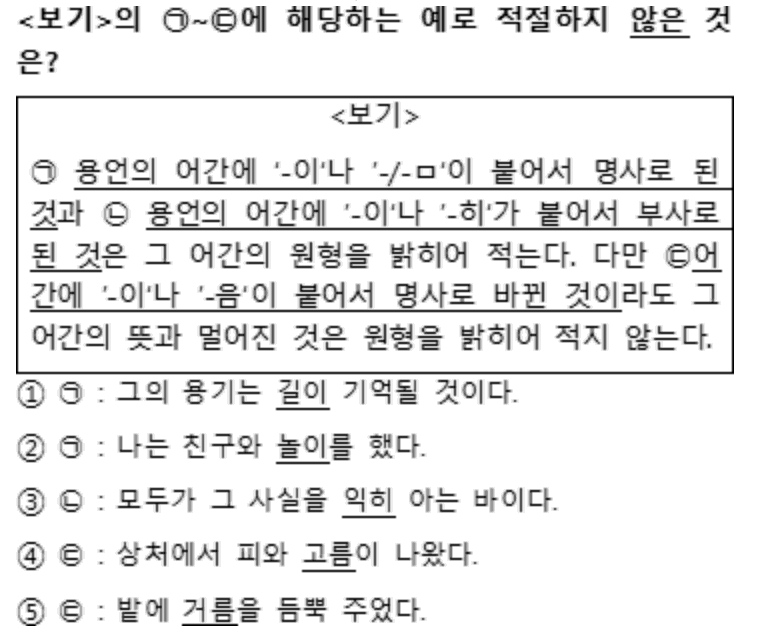 <보기>의 ㉠~㉢에 해당하는 예로 적절하지 않은 것
은?
<보기>
㉠ 용언의 어간에 '-이'나 '-/-ㅁ'이 붙어서 명사로 된
것과 ㉡ 용언의 어간에 '-이'나 '-히'가 붙어서 부사로
된 것은 그 어간의 원형을 밝히어 적는다. 다만 ㉢어
간에 '-이'나 '-음'이 붙어서 명사로 바뀐 것이라도 그
어간의 뜻과 멀어진 것은 원형을 밝히어 적지 않는다.
① ㉠ : 그의 용기는 길이 기억될 것이다.
② ㉠ : 나는 친구와 놀이를 했다.
③ ㉡ : 모두가 그 사실을 익히 아는 바이다.
④ ㉢ : 상처에서 피와 고름이 나왔다.
⑤ ㉢ : 밭에 거름을 듬뿍 주었다.